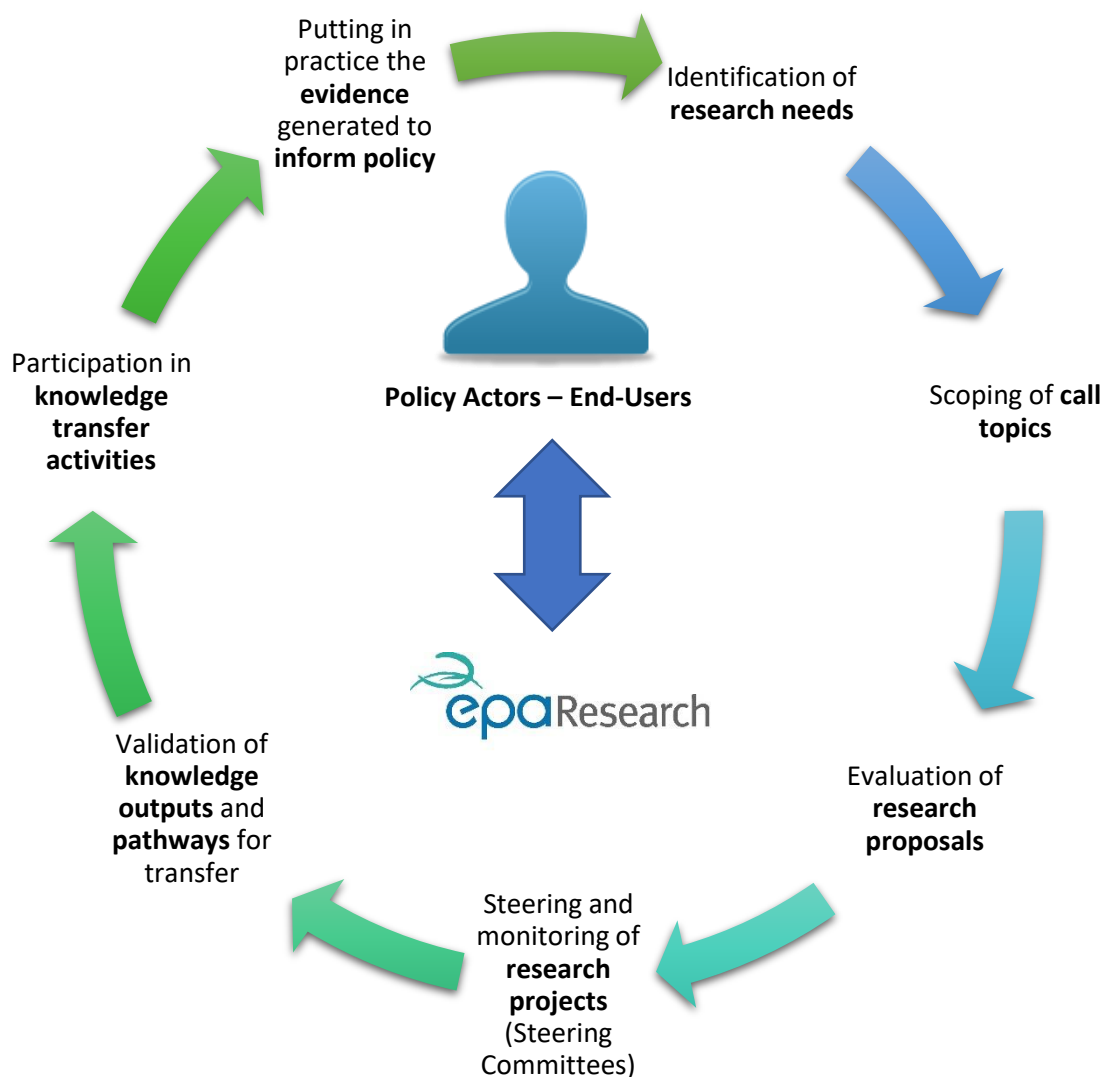 Putting in
practice the
evidence
generated to
inform policy
Identification of
research needs
Scoping of call
topics
Evaluation of
research
proposals
Steering and
monitoring of
research
projects
(Steering
Committees)
Validation of
knowledge
outputs and
pathways for
transfer
Participation in
knowledge
transfer
activities
Policy Actors – End-Users
epaResearch